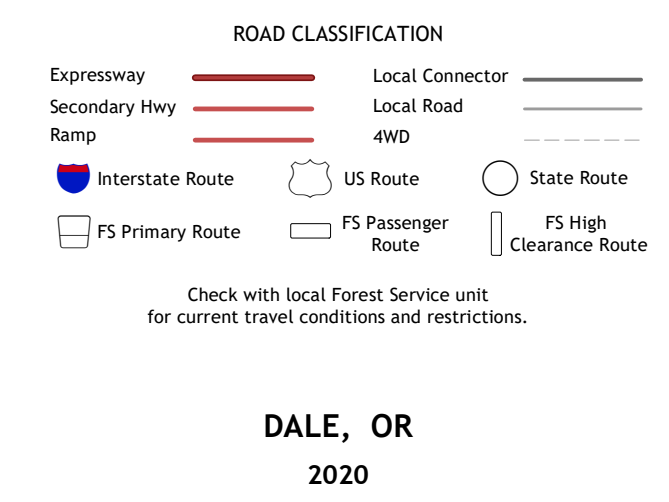 ROAD CLASSIFICATION
Expressway
Local Connector
Secondary Hwy
Local Road
Ramp
4WD
Interstate Route
US Route
State Route
FS Primary Route
FS Passenger
Route
FS High
Clearance Route
Check with local Forest Service unit
for current travel conditions and restrictions.
DALE, OR
2020